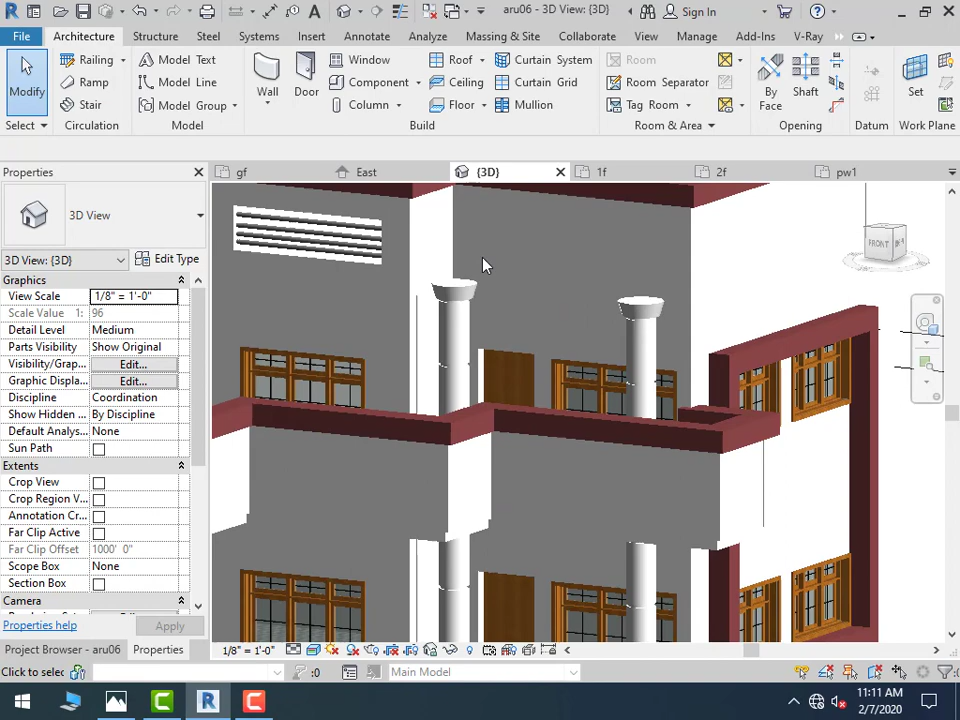 aru06 - 3D View: {3D}
Sign In
File
Architecture
Structure
Steel
Systems
Insert
Annotate
Analyze
Massing & Site
Collaborate
View
Manage
Add-Ins
V-Ray
Modify
Select
Railing
Ramp
Stair
Circulation
Model Text
Model Line
Model Group
Model
Wall
Door
Window
Component
Column
Roof
Ceiling
Floor
Curtain System
Curtain Grid
Mullion
Build
Room
Room Separator
Tag Room
Room & Area
By Face
Shaft
Opening
Datum
Set
Work Plane
Properties
gf
East
{3D}
1f
2f
pw1
3D View
3D View: {3D}
Edit Type
Graphics
View Scale 1/8" = 1'-0"
Scale Value 1: 96
Detail Level Medium
Parts Visibility Show Original
Visibility/Grap... Edit...
Graphic Displa... Edit...
Discipline Coordination
Show Hidden ... By Discipline
Default Analys... None
Sun Path
Extents
Crop View
Crop Region V...
Annotation Cr...
Far Clip Active
Far Clip Offset 1000' 0"
Scope Box None
Section Box
Camera
Properties help
Apply
Project Browser - aru06
Properties
FRONT
1/8" = 1'-0"
Click to selec
:0
Main Model
11:11 AM
2/7/2020